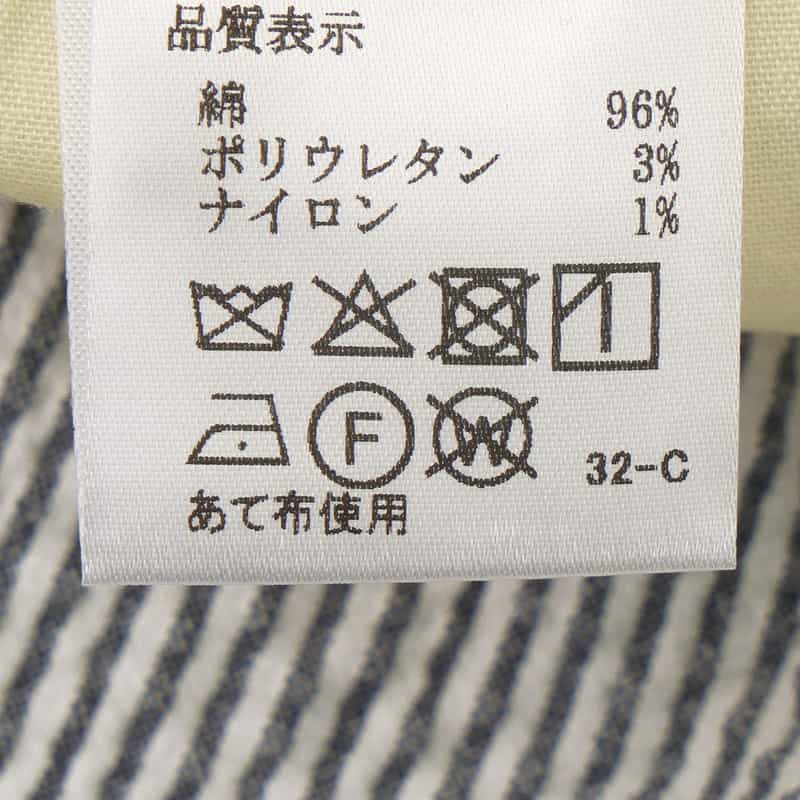 品質表示
綿 96%
ポリウレタン 3%
ナイロン 1%
F W 32-C
あて布使用